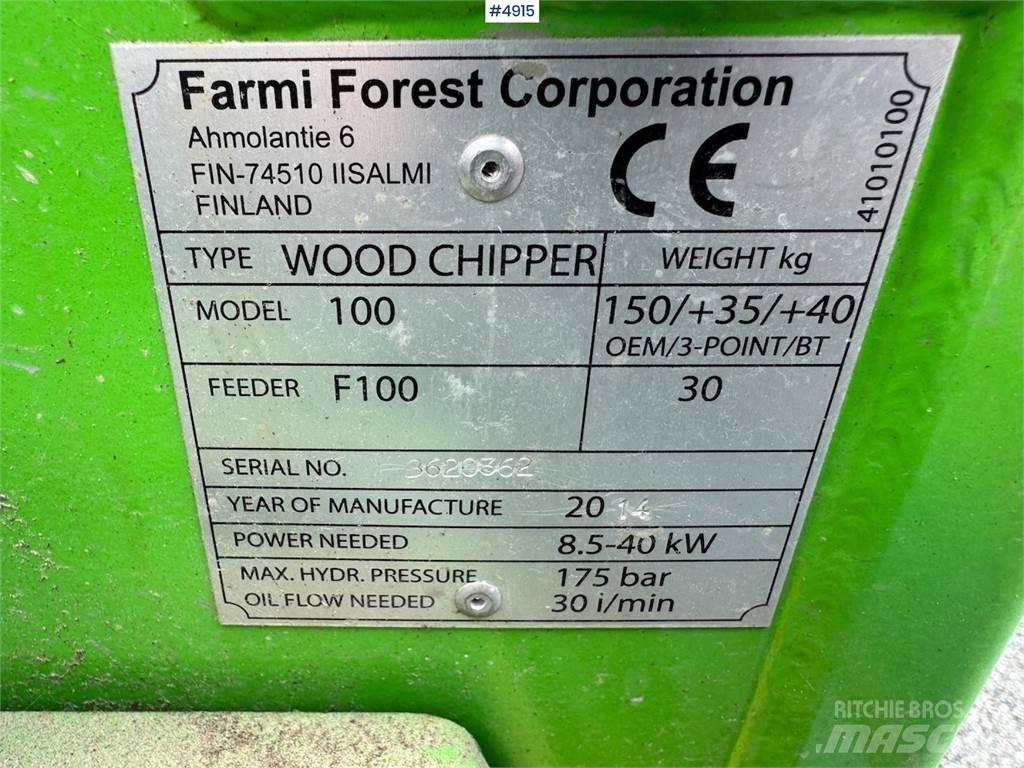 #4915
Farmi Forest Corporation
Ahmolantie 6
FIN-74510 IISALMI
FINLAND
CE
41010100
TYPE WOOD CHIPPER WEIGHT kg
MODEL 100 150/+35/+40
OEM/3-POINT/BT
FEEDER F100 30
SERIAL NO. 3620362
YEAR OF MANUFACTURE 2014
POWER NEEDED 8.5-40 kW
MAX. HYDR. PRESSURE 175 bar
OIL FLOW NEEDED 30 i/min
RITCHIE BROS
MASCUS